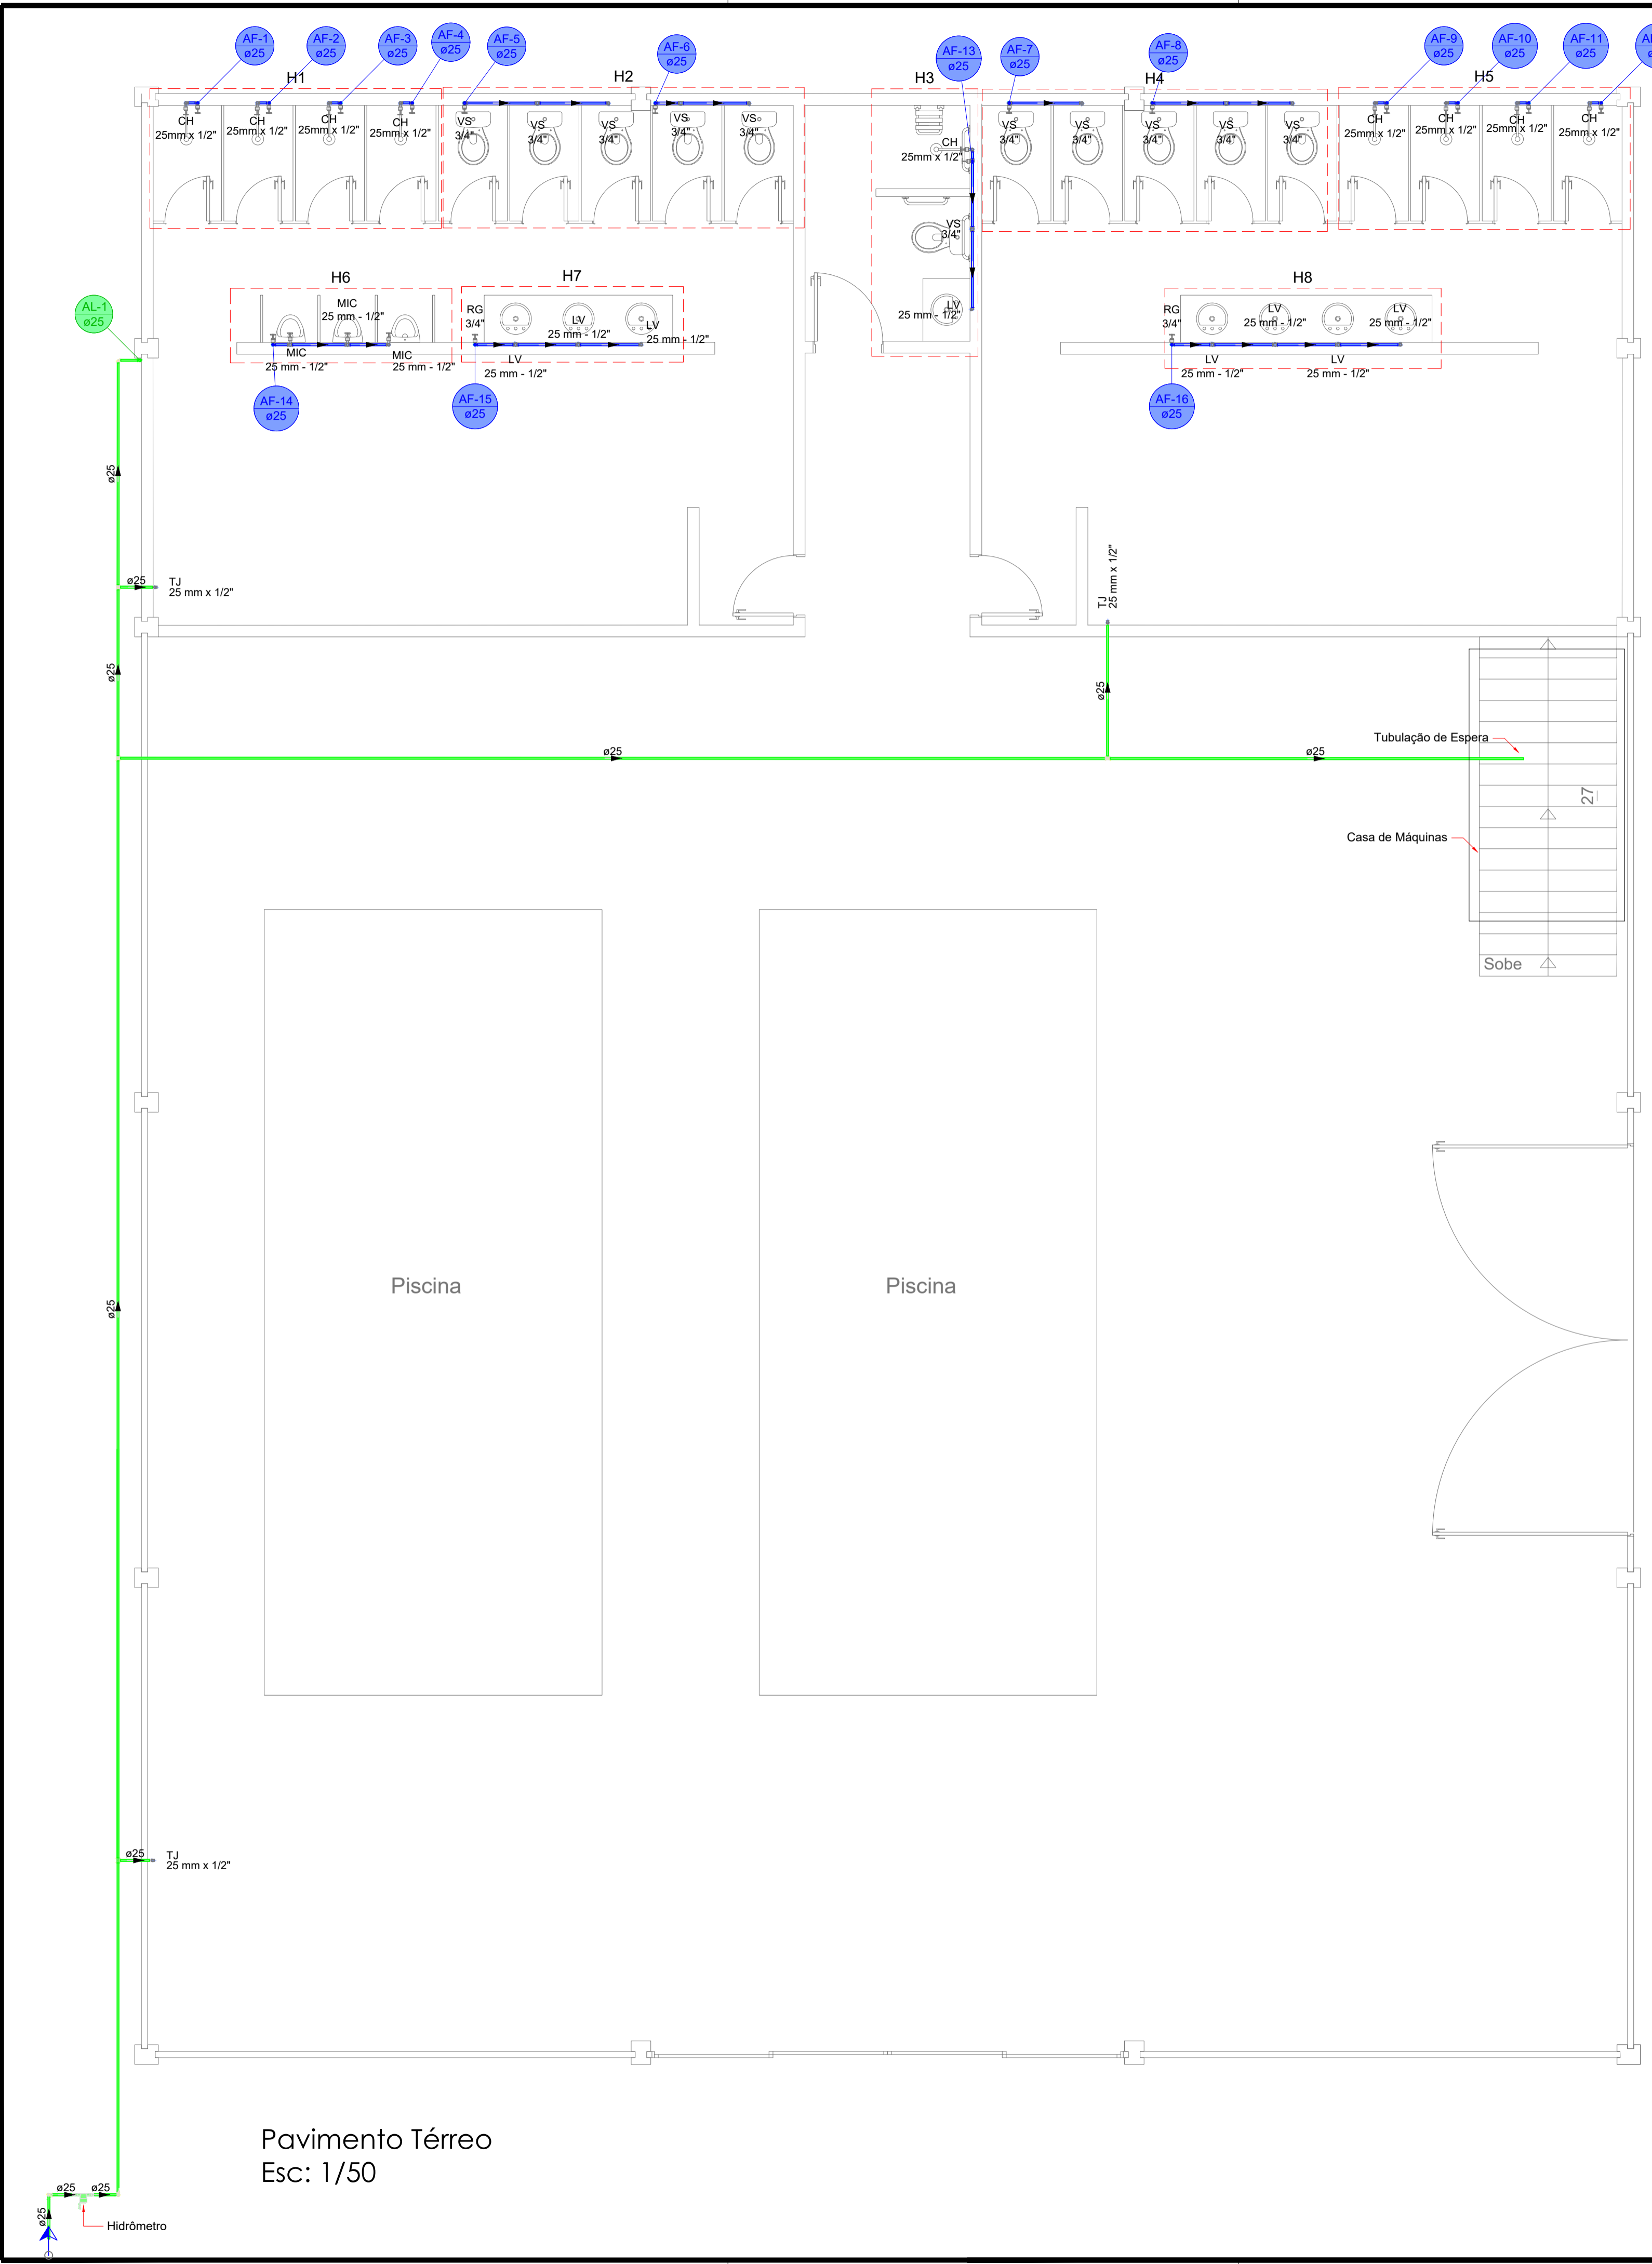 AF-1
ø25
AF-2
ø25
AF-3
ø25
AF-4
ø25
AF-5
ø25
AF-6
ø25
AF-13
ø25
AF-7
ø25
AF-8
ø25
AF-9
ø25
AF-10
ø25
AF-11
ø25
H1
H2
H3
H4
H5
CH
25mm x 1/2"
CH
25mm x 1/2"
CH
25mm x 1/2"
CH
25mm x 1/2"
VS
3/4"
VS
3/4"
VS
3/4"
VS
3/4"
VS
3/4"
CH
25mm x 1/2"
VS
3/4"
LV
25 mm - 1/2"
VS
3/4"
VS
3/4"
VS
3/4"
VS
3/4"
VS
3/4"
CH
25mm x 1/2"
CH
25mm x 1/2"
CH
25mm x 1/2"
CH
25mm x 1/2"
H6
H7
H8
AL-1
ø25
MIC
25 mm - 1/2"
MIC
25 mm - 1/2"
MIC
25 mm - 1/2"
RG
3/4"
LV
25 mm - 1/2"
LV
25 mm - 1/2"
LV
25 mm - 1/2"
RG
3/4"
LV
25 mm - 1/2"
LV
25 mm - 1/2"
LV
25 mm - 1/2"
LV
25 mm - 1/2"
AF-14
ø25
AF-15
ø25
AF-16
ø25
ø25
ø25
TJ
25 mm x 1/2"
TJ
25 mm x 1/2"
ø25
ø25
ø25
ø25
Tubulação de Espera
27
Casa de Máquinas
Sobe
Piscina
Piscina
ø25
ø25
TJ
25 mm x 1/2"
Pavimento Térreo
Esc: 1/50
ø25
ø25
ø25
Hidrômetro